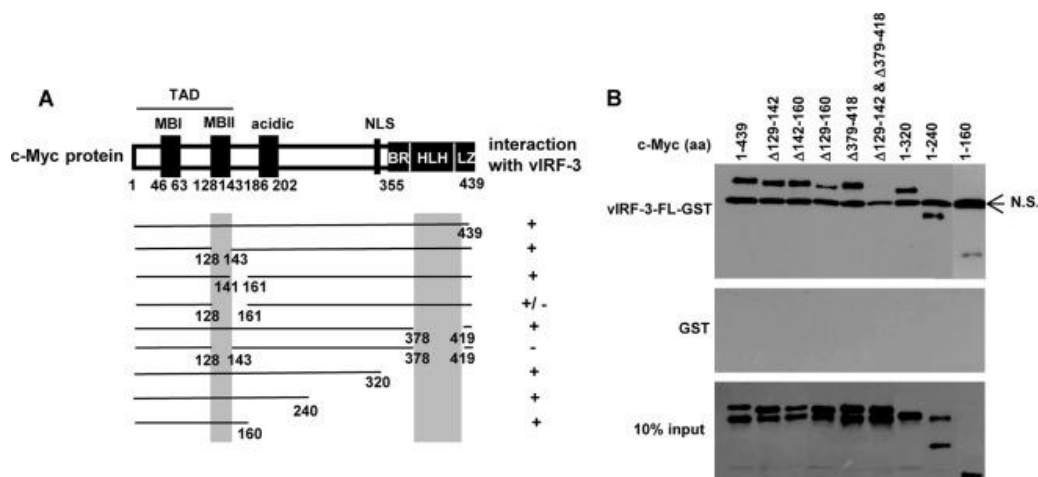 A
TAD
MBI MBII acidic NLS
c-Myc protein BR HLH LZ interaction with vIRF-3
1 46 63 128 143 186 202 355 439
439 +
128 143 +
141 161 +
128 161 +/ -
378 419 +
128 143 378 419 -
320 +
240 +
160 +
B
c-Myc (aa)
1-439
Δ129-142
Δ142-160
Δ129-160
Δ379-418
Δ129-142 & Δ379-418
1-320
1-240
1-160
vIRF-3-FL-GST
N.S.
GST
10% input